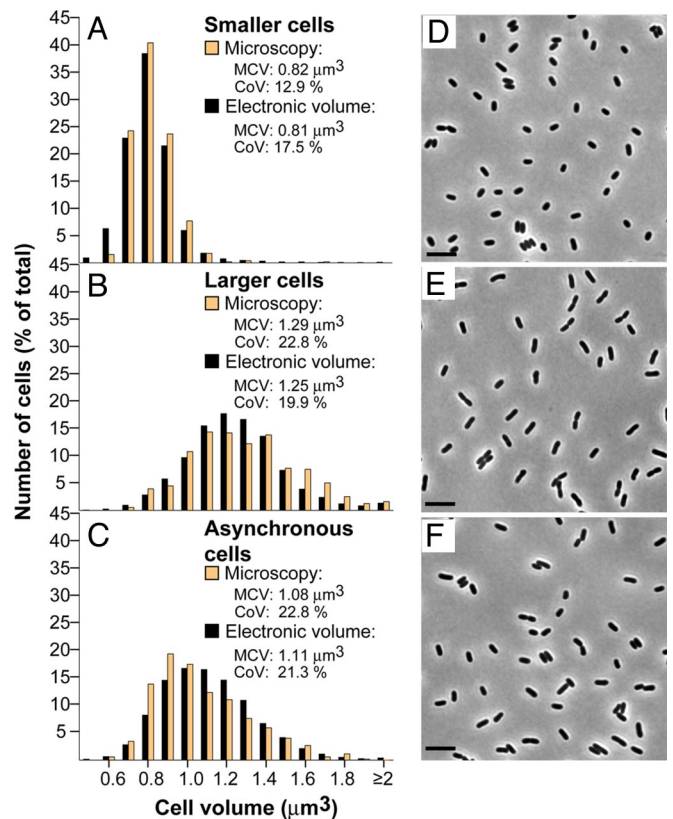 A
Smaller cells
Microscopy:
MCV: 0.82 μm3
CoV: 12.9 %
Electronic volume:
MCV: 0.81 μm3
CoV: 17.5 %
45
40
35
30
25
20
15
10
5
B
Larger cells
Microscopy:
MCV: 1.29 μm3
CoV: 22.8 %
Electronic volume:
MCV: 1.25 μm3
CoV: 19.9 %
45
40
35
30
25
20
15
10
5
C
Asynchronous
cells
Microscopy:
MCV: 1.08 μm3
CoV: 22.8 %
Electronic volume:
MCV: 1.11 μm3
CoV: 21.3 %
45
40
35
30
25
20
15
10
5
Number of cells (% of total)
0.6 0.8 1.0 1.2 1.4 1.6 1.8 ≥2
Cell volume (μm3)
D
E
F